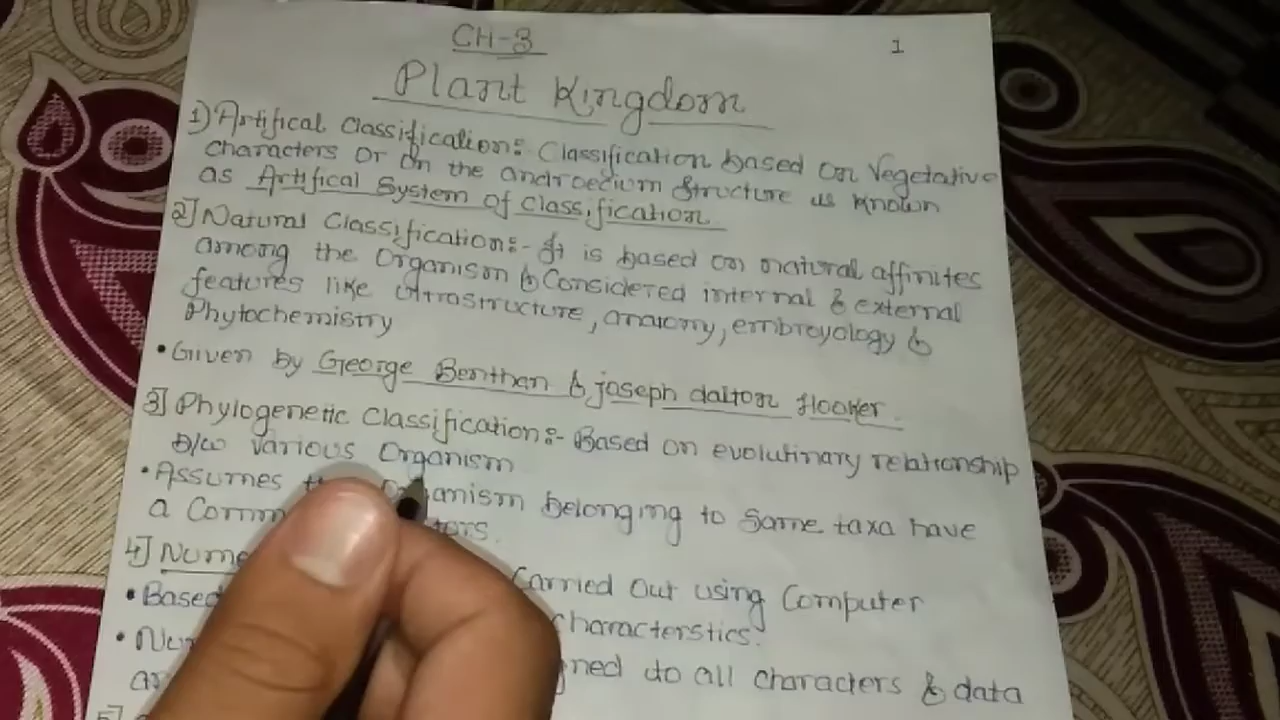 CH-3
1
Plant Kingdom
1) Artifical Classification:- Classification based on Vegetative
characters Or On the androecium Structure is known
as Artifical System Of Classification
2] Natural Classification:- It is based on natural affinites
among the Organism & Considered internal & external
features like Ultrastructure, anatomy, embroyology &
Phytochemistry
• Given by George Benthan & joseph dalton Hooker.
3] Phylogenetic Classification:- Based on evolutinary relationship
b/w various Organism
• Assumes Organism belonging to Same taxa have
a
4] Carried Out using Computer
• Based characterstics.
• to all characters & data